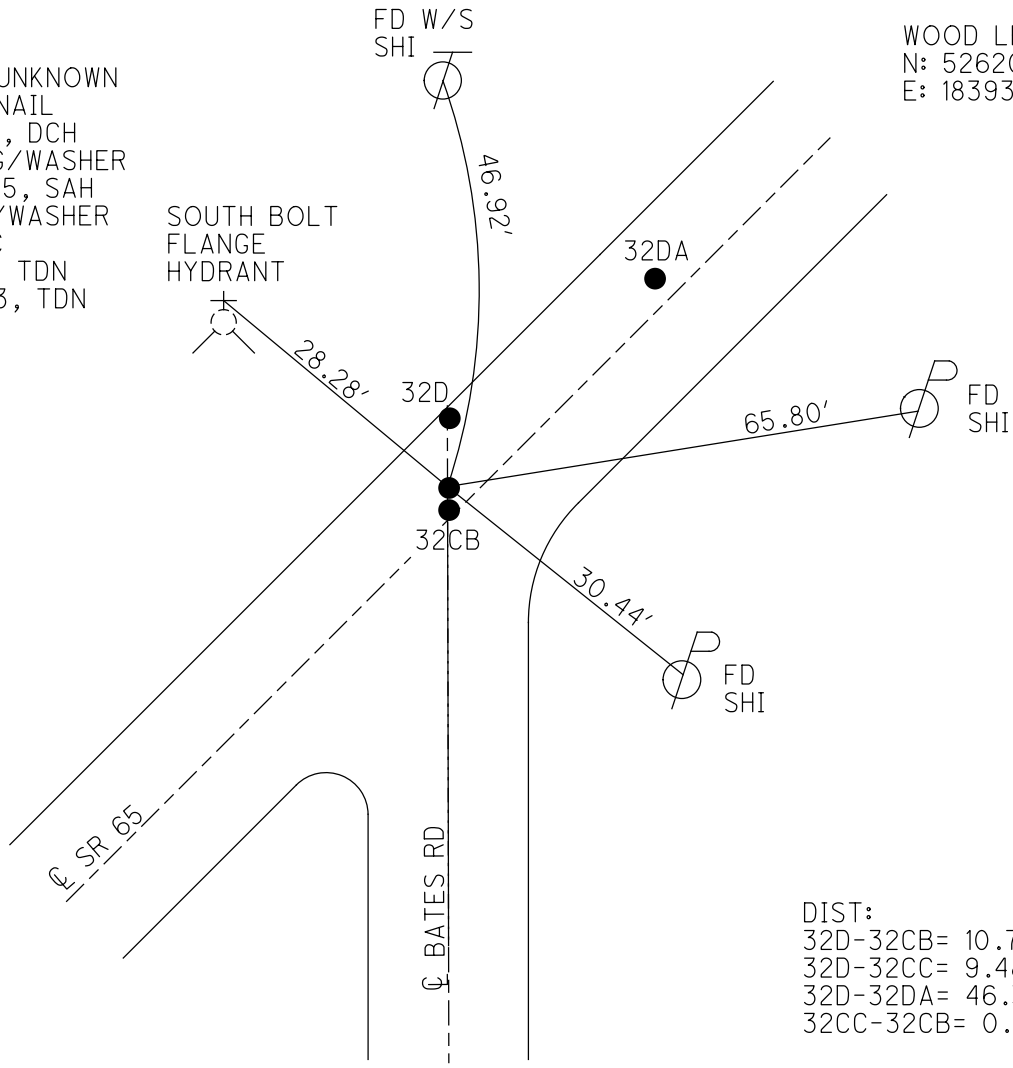 FD W/S
SHI
WOOD
N: 5262
E: 18393
UNKNOWN
NAIL
, DCH
/WASHER
5, SAH
/WASHER
, TDN
3, TDN
SOUTH BOLT
FLANGE
HYDRANT
46.92'
32DA
28.28'
32D
65.80'
FD
SHI
32CB
30.44'
FD
SHI
℄ SR 65
℄ BATES RD
DIST:
32D-32CB= 10.7
32D-32CC= 9.4
32D-32DA= 46.
32CC-32CB= 0.